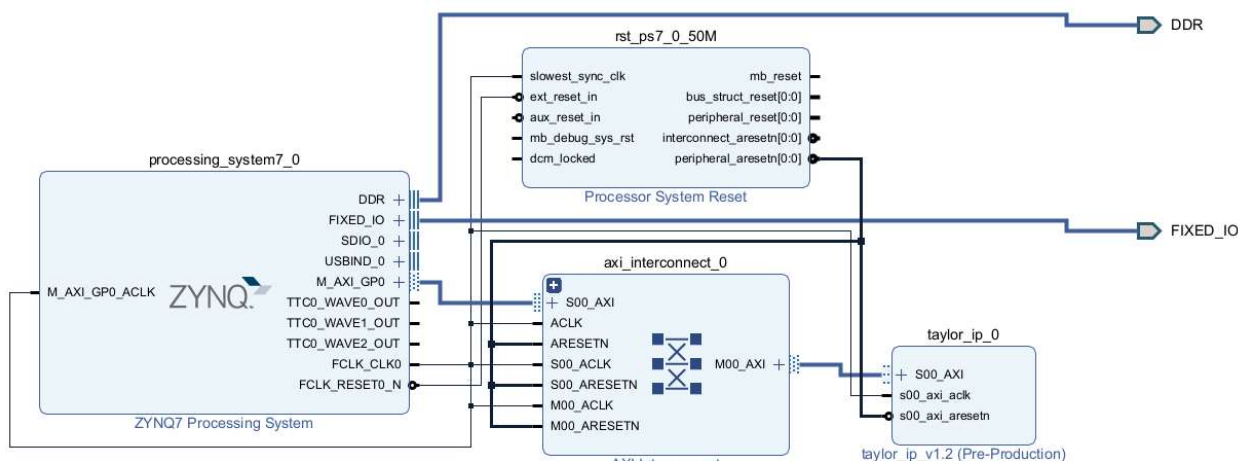 DDR
rst_ps7_0_50M
slowest_sync_clk
mb_reset
ext_reset_in
bus_struct_reset[0:0]
aux_reset_in
peripheral_reset[0:0]
mb_debug_sys_rst
interconnect_aresetn[0:0]
dcm_locked
peripheral_aresetn[0:0]
Processor System Reset
processing_system7_0
DDR
FIXED_IO
SDIO_0
USBIND_0
M_AXI_GP0
M_AXI_GP0_ACLK
ZYNQ
TTC0_WAVE0_OUT
TTC0_WAVE1_OUT
TTC0_WAVE2_OUT
FCLK_CLK0
FCLK_RESET0_N
ZYNQ7 Processing System
FIXED_IO
axi_interconnect_0
S00_AXI
ACLK
ARESETN
S00_ACLK
M00_AXI
S00_ARESETN
M00_ACLK
M00_ARESETN
taylor_ip_0
S00_AXI
s00_axi_aclk
s00_axi_aresetn
taylor_ip_v1.2 (Pre-Production)